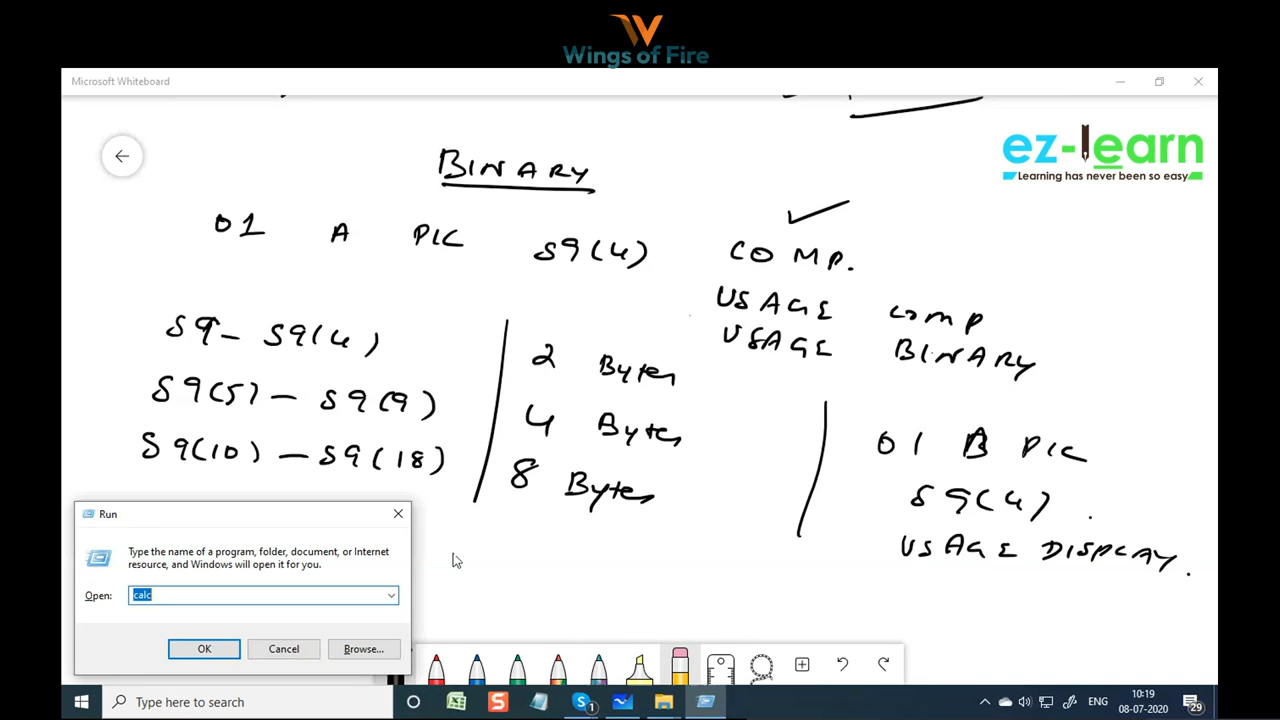 Wings of Fire
Microsoft Whiteboard
ez-learn
Learning has never been so easy
BINARY
01 A PIC S9(4) COMP.
USAGE COMP
USAGE BINARY
S9 - S9(4) 2 Bytes
S9(5) - S9(9) 4 Bytes
S9(10) - S9(18) 8 Bytes
01 B PIC
S9(4)
USAGE DISPLAY.
Run
Type the name of a program, folder, document, or Internet
resource, and Windows will open it for you.
Open: calc
OK Cancel Browse...
Type here to search
S 1
ENG
10:19
08-07-2020
29